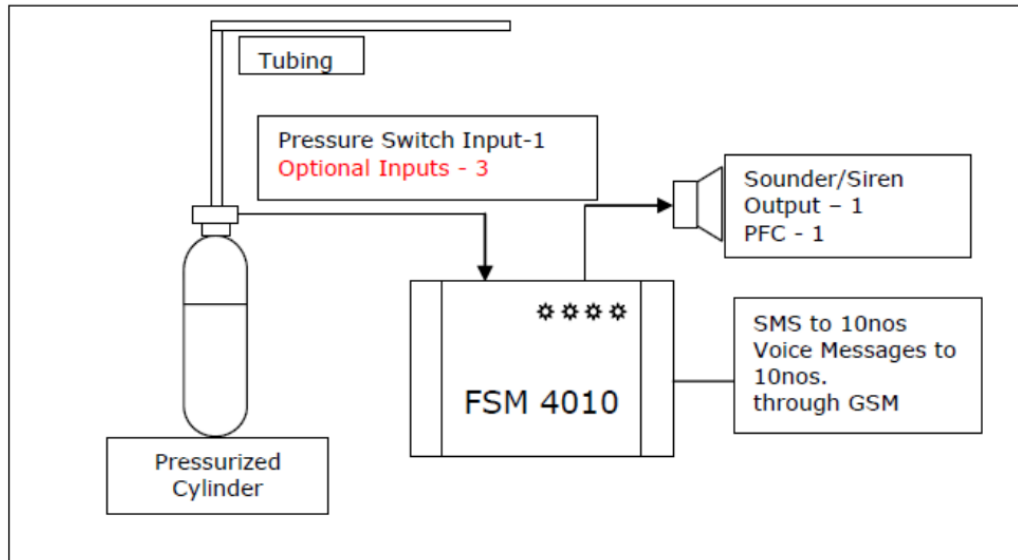 Tubing
Pressure Switch Input-1
Optional Inputs - 3
Sounder/Siren
Output – 1
PFC - 1
FSM 4010
SMS to 10nos
Voice Messages to
10nos.
through GSM
Pressurized
Cylinder